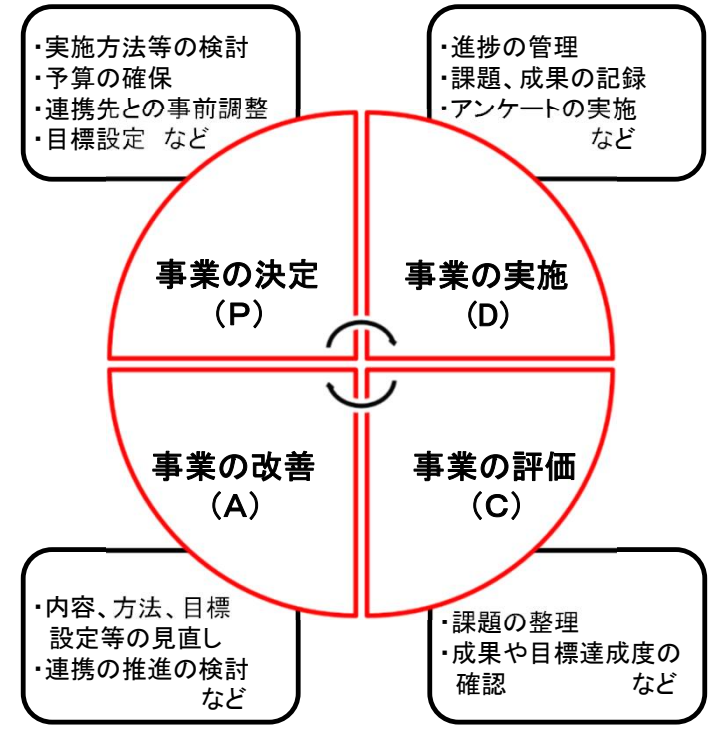 ・実施方法等の検討
・予算の確保
・連携先との事前調整
・目標設定　など
・進捗の管理
・課題、成果の記録
・アンケートの実施
など
事業の決定
（Ｐ）
事業の実施
（D）
事業の改善
（Ａ）
事業の評価
（Ｃ）
・内容、方法、目標
設定等の見直し
・連携の推進の検討
など
・課題の整理
・成果や目標達成度の
確認　　　　　など